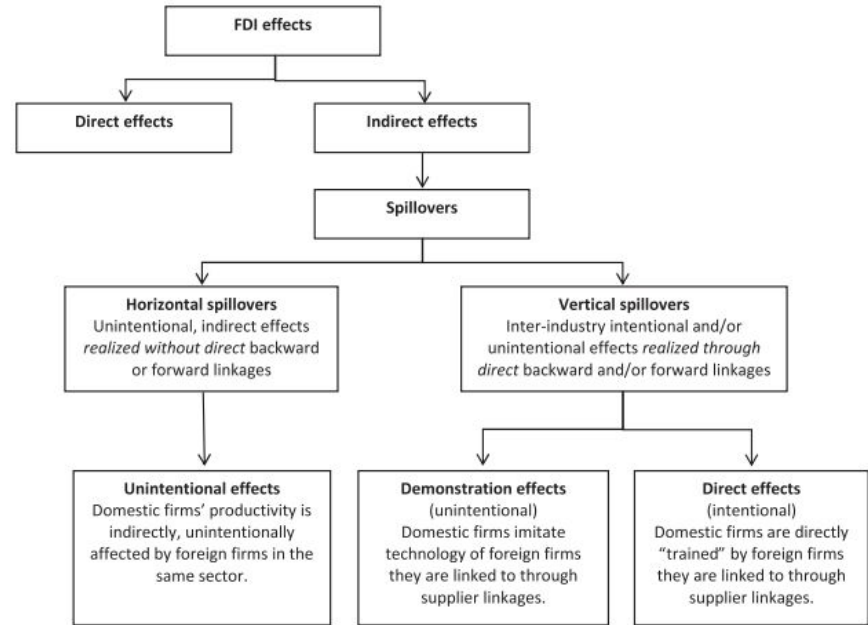 FDI effects
Direct effects
Indirect effects
Spillovers
Horizontal spillovers
Unintentional, indirect effects
realized without direct backward
or forward linkages
Vertical spillovers
Inter-industry intentional and/or
unintentional effects realized through
direct backward and/or forward linkages
Unintentional effects
Domestic firms’ productivity is
indirectly, unintentionally
affected by foreign firms in the
same sector.
Demonstration effects
(unintentional)
Domestic firms imitate
technology of foreign firms
they are linked to through
supplier linkages.
Direct effects
(intentional)
Domestic firms are directly
“trained” by foreign firms
they are linked to through
supplier linkages.